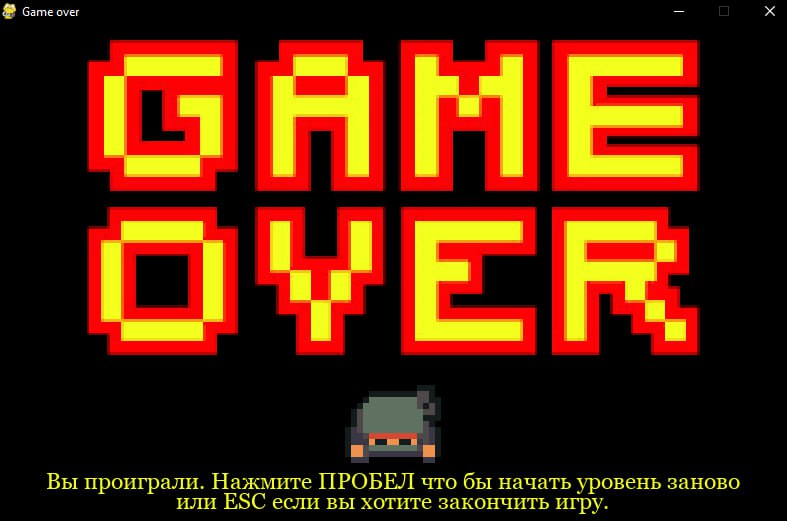 Game over
GAME
OVER
Вы проиграли. Нажмите ПРОБЕЛ что бы начать уровень заново
или ESC если вы хотите закончить игру.